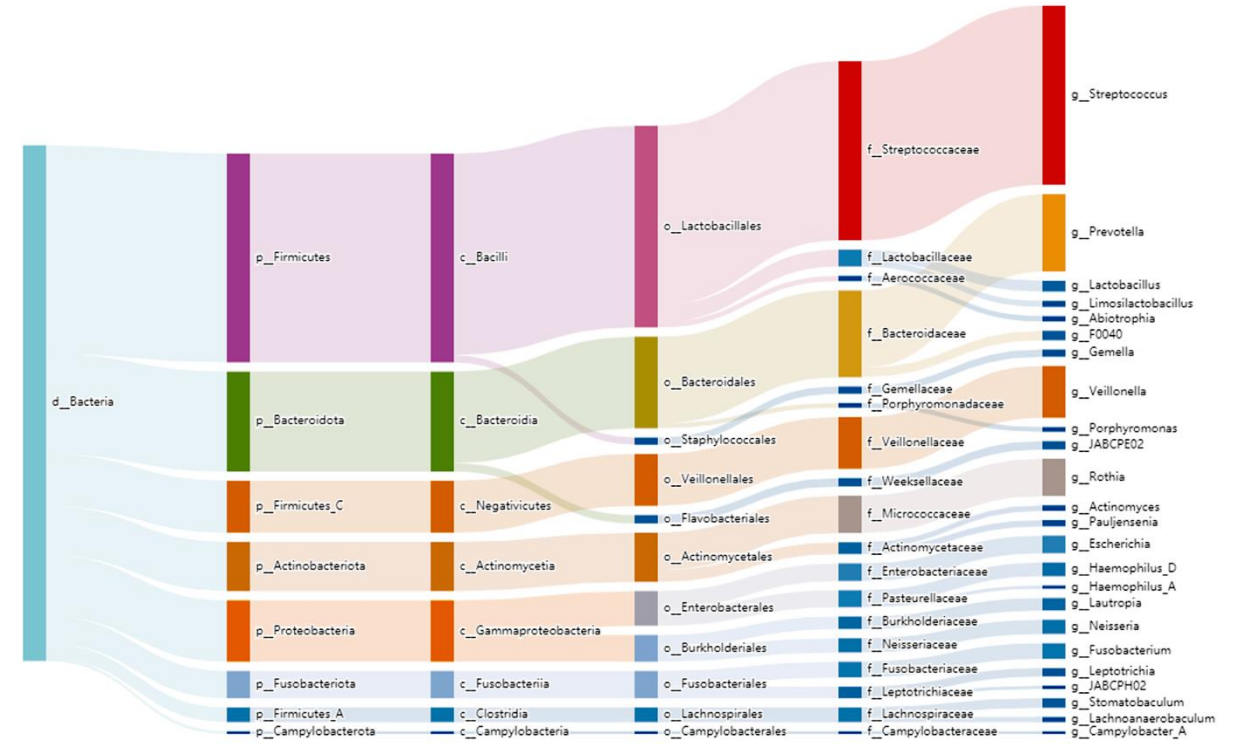 d__Bacteria
p__Firmicutes
p__Bacteroidota
p__Firmicutes_C
p__Actinobacteriota
p__Proteobacteria
p__Fusobacteriota
p__Firmicutes_A
p__Campylobacterota
c__Bacilli
c__Bacteroidia
c__Negativicutes
c__Actinomycetia
c__Gammaproteobacteria
c__Fusobacteriia
c__Clostridia
c__Campylobacteria
o__Lactobacillales
o__Bacteroidales
o__Staphylococcales
o__Veillonellales
o__Flavobacteriales
o__Actinomycetales
o__Enterobacterales
o__Burkholderiales
o__Fusobacteriales
o__Lachnospirales
o__Campylobacterales
f__Streptococcaceae
f__Lactobacillaceae
f__Aerococcaceae
f__Bacteroidaceae
f__Gemellaceae
f__Porphyromonadaceae
f__Veillonellaceae
f__Weeksellaceae
f__Micrococcaceae
f__Actinomycetaceae
f__Enterobacteriaceae
f__Pasteurellaceae
f__Burkholderiaceae
f__Neisseriaceae
f__Fusobacteriaceae
f__Leptotrichiaceae
f__Lachnospiraceae
f__Campylobacteraceae
g__Streptococcus
g__Prevotella
g__Lactobacillus
g__Limosilactobacillus
g__Abiotrophia
g__F0040
g__Gemella
g__Veillonella
g__Porphyromonas
g__JABCPE02
g__Rothia
g__Actinomyces
g__Pauljensenia
g__Escherichia
g__Haemophilus_D
g__Haemophilus_A
g__Lautropia
g__Neisseria
g__Fusobacterium
g__Leptotrichia
g__JABCPH02
g__Stomatobaculum
g__Lachnoanaerobaculum
g__Campylobacter_A